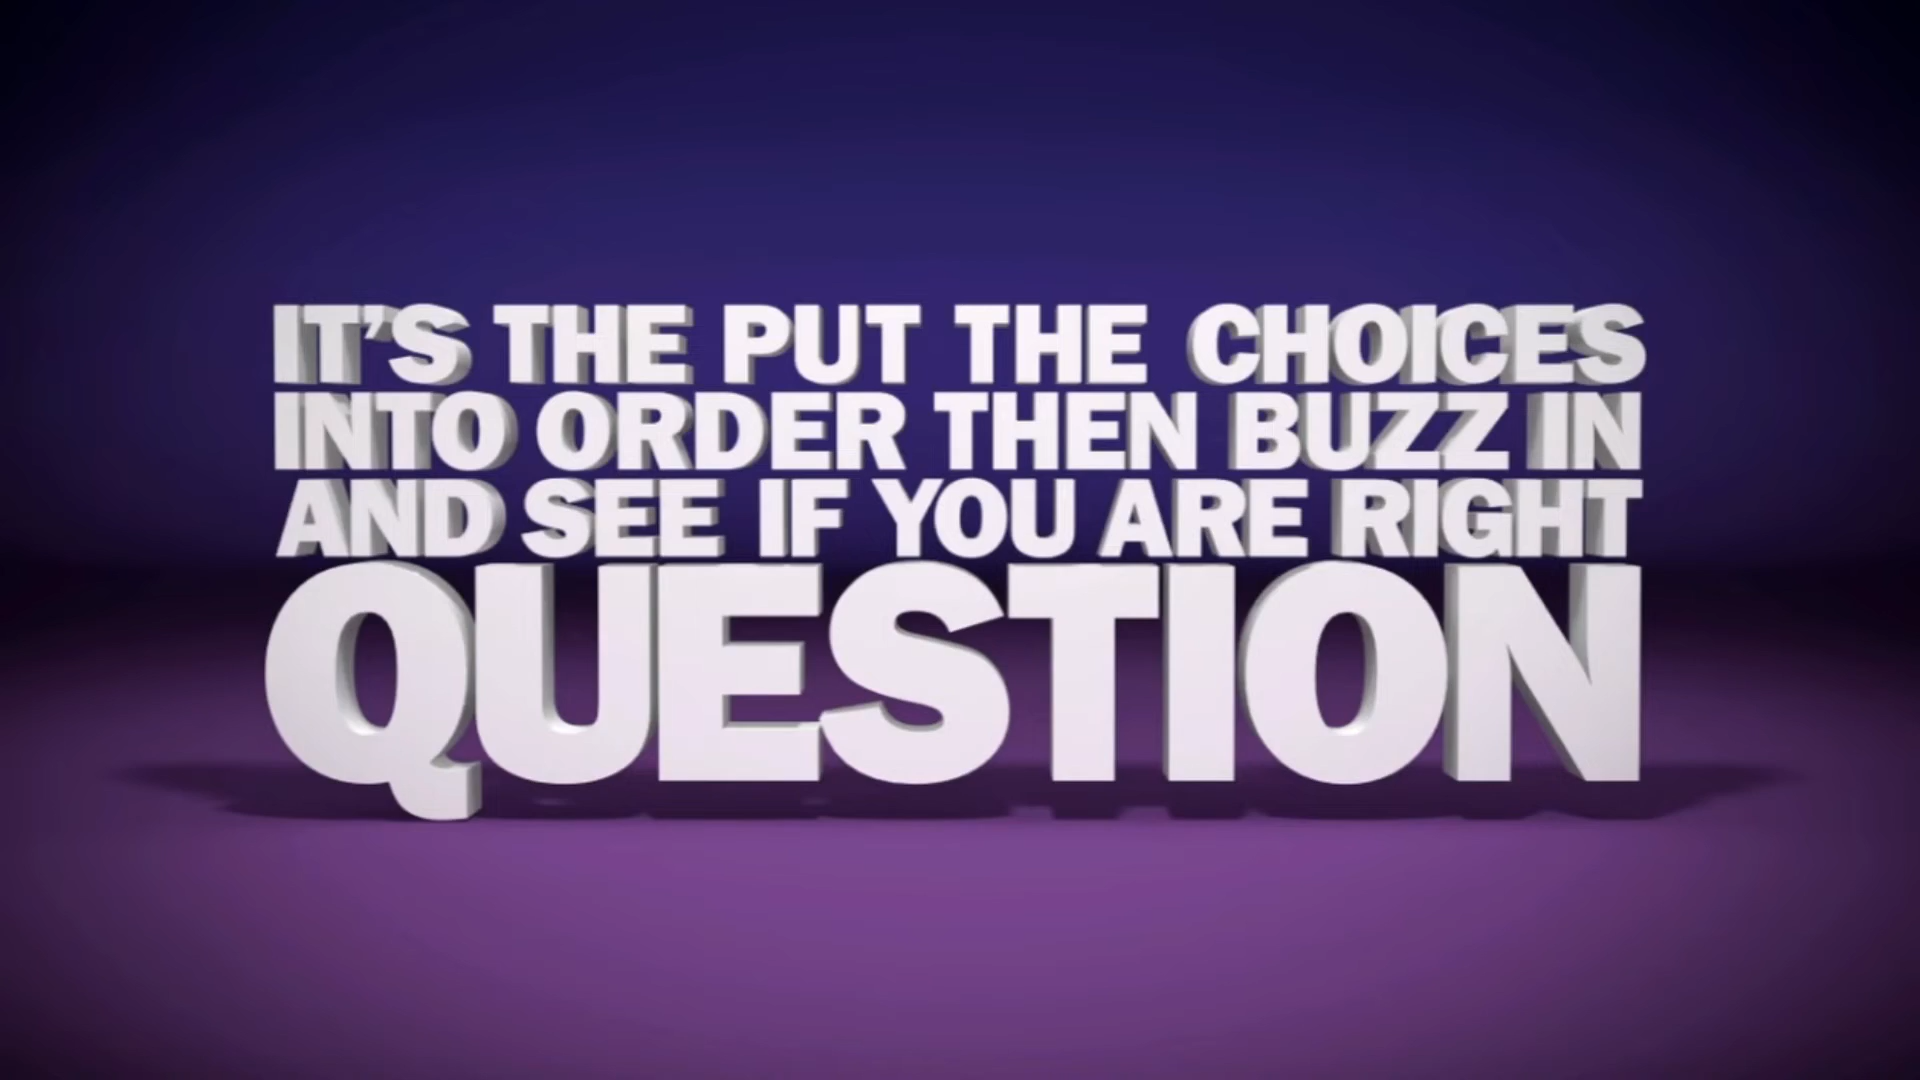 IT'S THE PUT THE CHOICES
INTO ORDER THEN BUZZ IN
AND SEE IF YOU ARE RIGHT
QUESTION